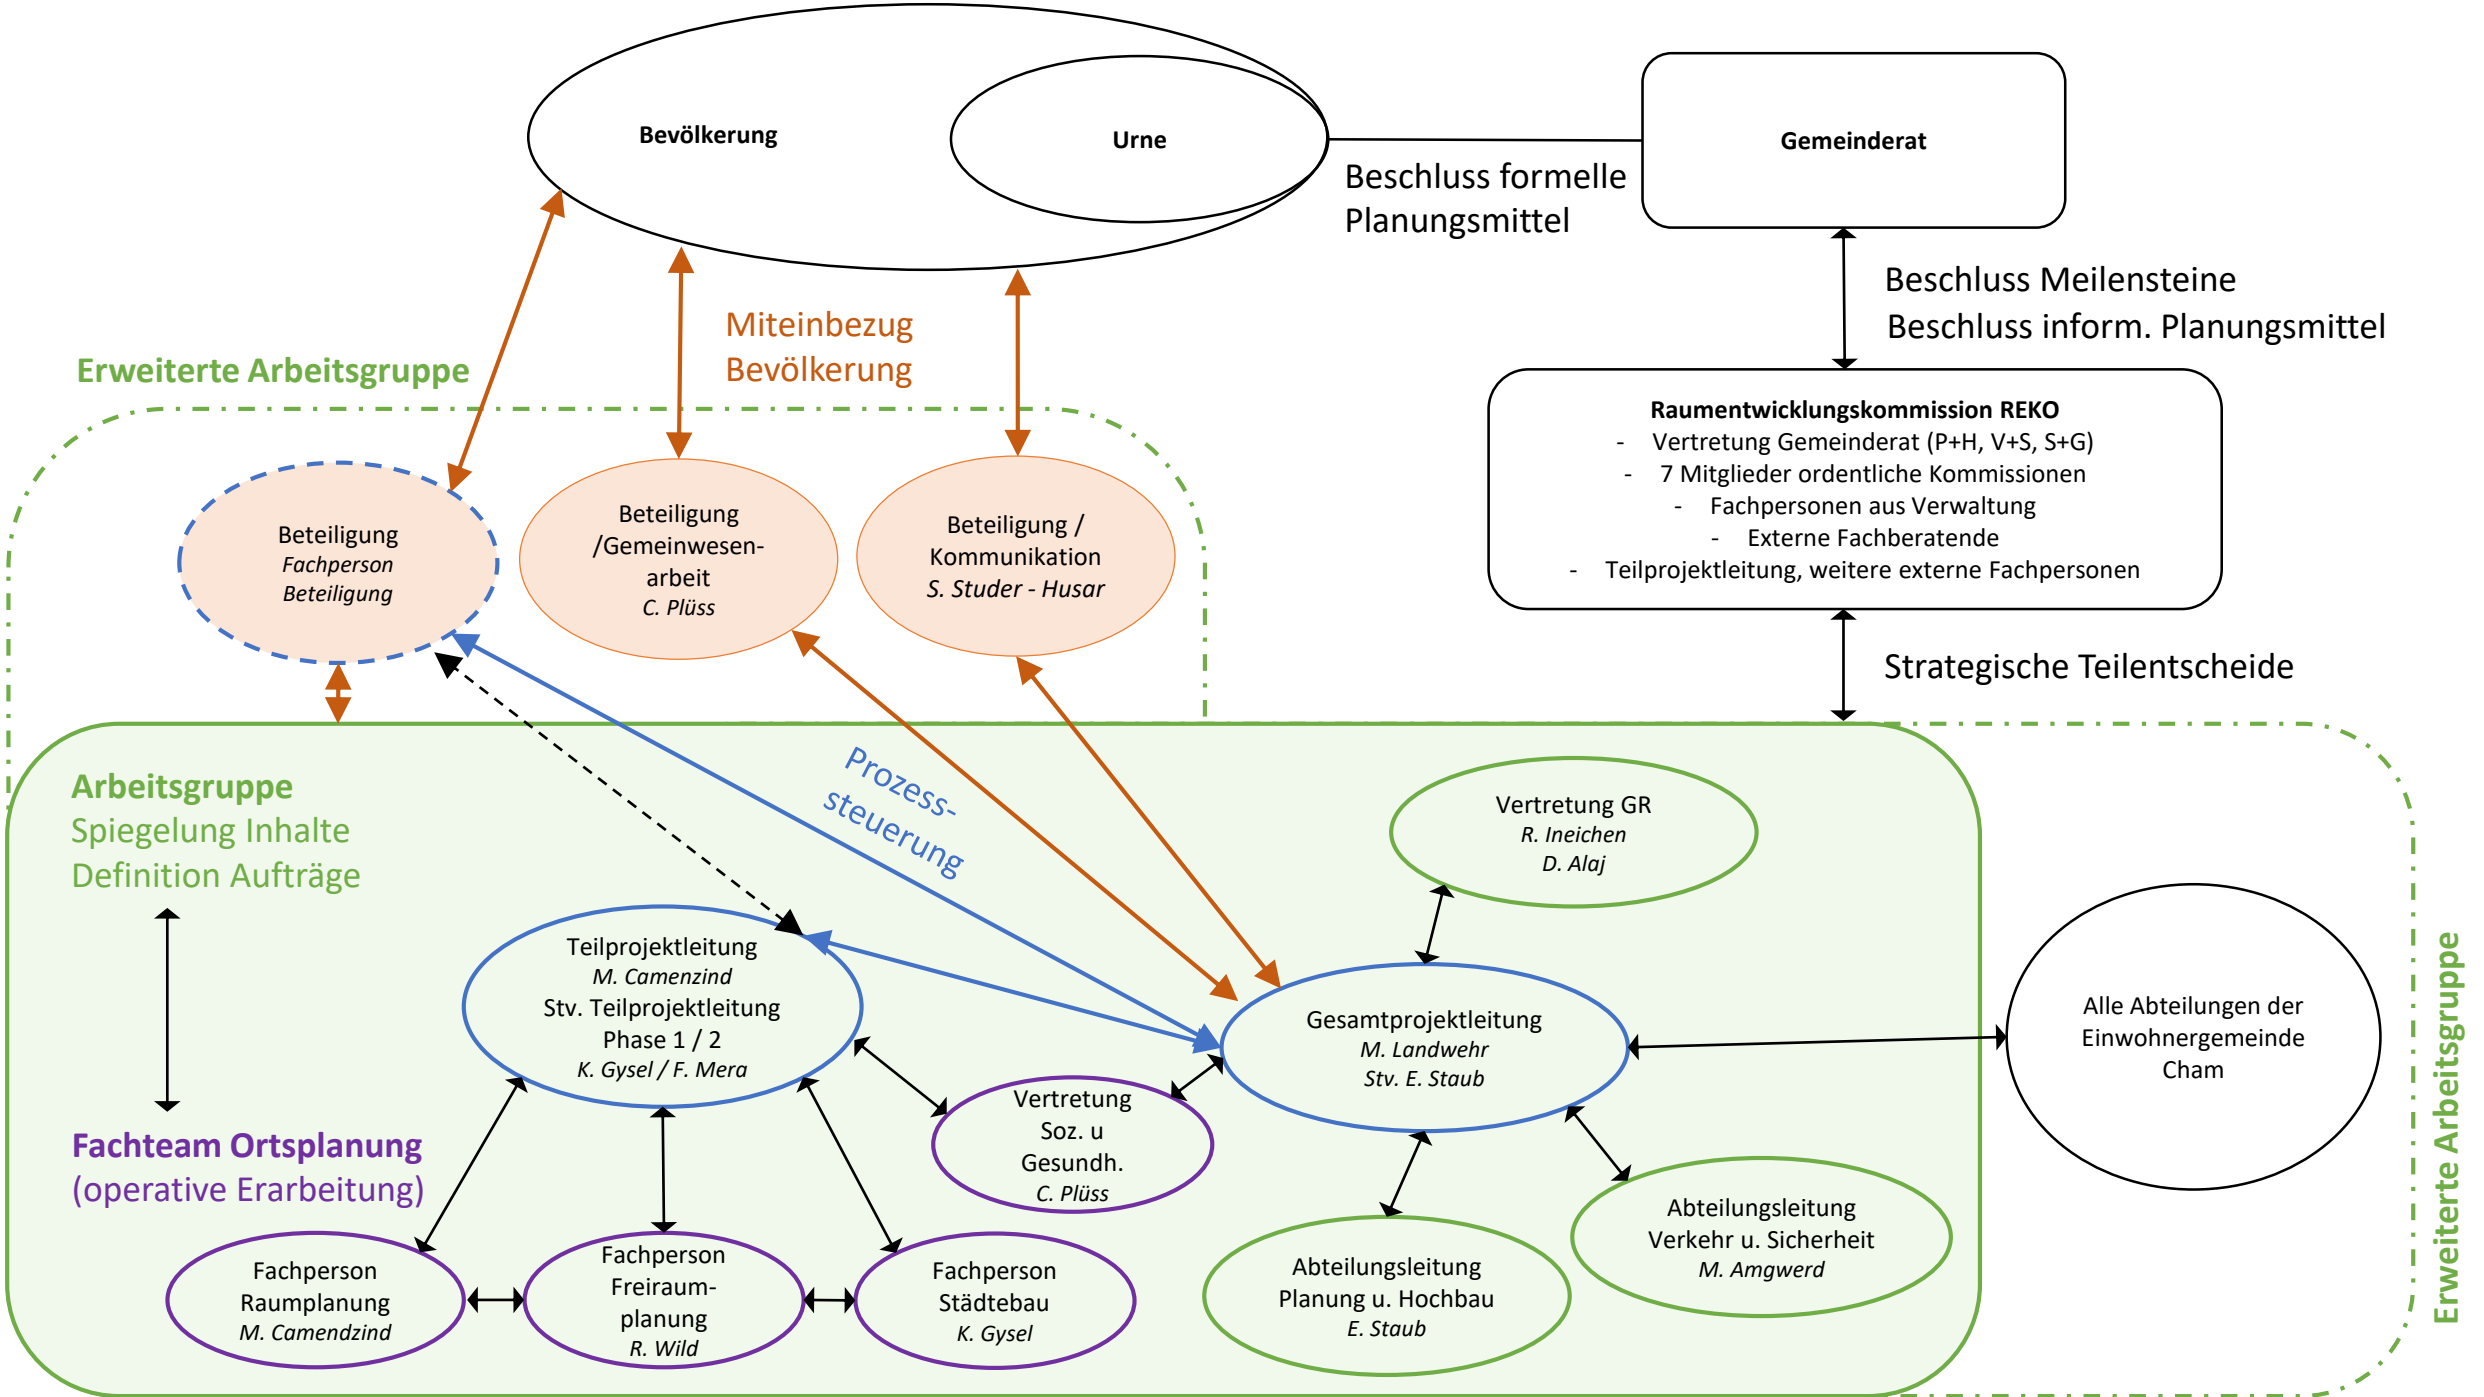 Bevölkerung
Urne
Gemeinderat
Beschluss formelle
Planungsmittel
Beschluss Meilensteine
Beschluss inform. Planungsmittel
Miteinbezug
Bevölkerung
Erweiterte Arbeitsgruppe
Raumentwicklungskommission REKO
- Vertretung Gemeinderat (P+H, V+S, S+G)
- 7 Mitglieder ordentliche Kommissionen
- Fachpersonen aus Verwaltung
- Externe Fachberatende
- Teilprojektleitung, weitere externe Fachpersonen
Beteiligung
Fachperson
Beteiligung
Beteiligung
/Gemeinwesen-
arbeit
C. Plüss
Beteiligung /
Kommunikation
S. Studer - Husar
Strategische Teilentscheide
Arbeitsgruppe
Spiegelung Inhalte
Definition Aufträge
Prozess-
steuerung
Vertretung GR
R. Ineichen
D. Alaj
Teilprojektleitung
M. Camenzind
Stv. Teilprojektleitung
Phase 1 / 2
K. Gysel / F. Mera
Gesamtprojektleitung
M. Landwehr
Stv. E. Staub
Alle Abteilungen der
Einwohnergemeinde
Cham
Erweiterte Arbeitsgruppe
Fachteam Ortsplanung
(operative Erarbeitung)
Vertretung
Soz. u
Gesundh.
C. Plüss
Fachperson
Raumplanung
M. Camendzind
Fachperson
Freiraum-
planung
R. Wild
Fachperson
Städtebau
K. Gysel
Abteilungsleitung
Planung u. Hochbau
E. Staub
Abteilungsleitung
Verkehr u. Sicherheit
M. Amgwerd